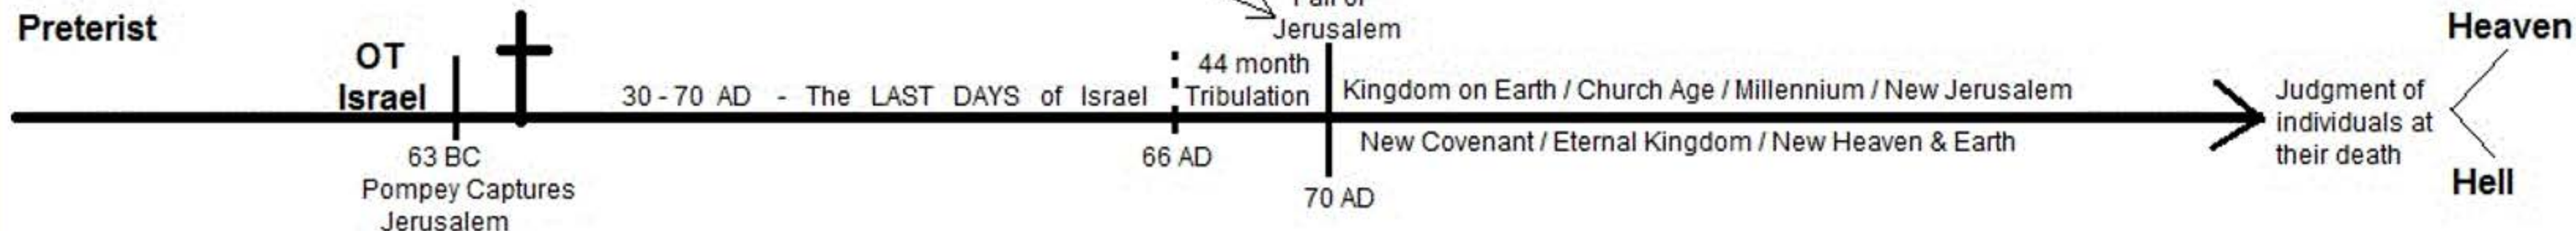 Preterist
OT
Israel
63 BC
Pompey Captures
Jerusalem
30 - 70 AD - The LAST DAYS of Israel
66 AD
44 month
Tribulation
Jerusalem
70 AD
Kingdom on Earth / Church Age / Millennium / New Jerusalem
New Covenant / Eternal Kingdom / New Heaven & Earth
Judgment of
individuals at
their death
Heaven
Hell